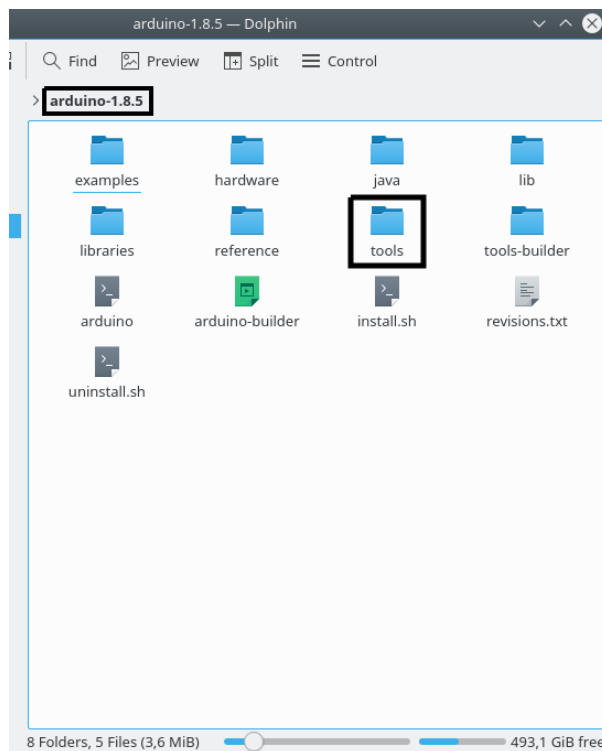 arduino-1.8.5 — Dolphin
Find Preview Split Control
arduino-1.8.5
examples hardware java lib
libraries reference tools tools-builder
arduino arduino-builder install.sh revisions.txt
uninstall.sh
8 Folders, 5 Files (3,6 MiB) 493,1 GiB free